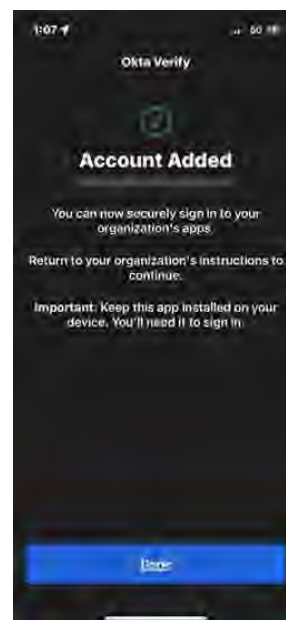 1:07
Okta Verify
Account Added
You can now securely sign in to your
organization's apps
Return to your organization's instructions to
continue.
Important: Keep this app installed on your
device. You'll need it to sign in
Done